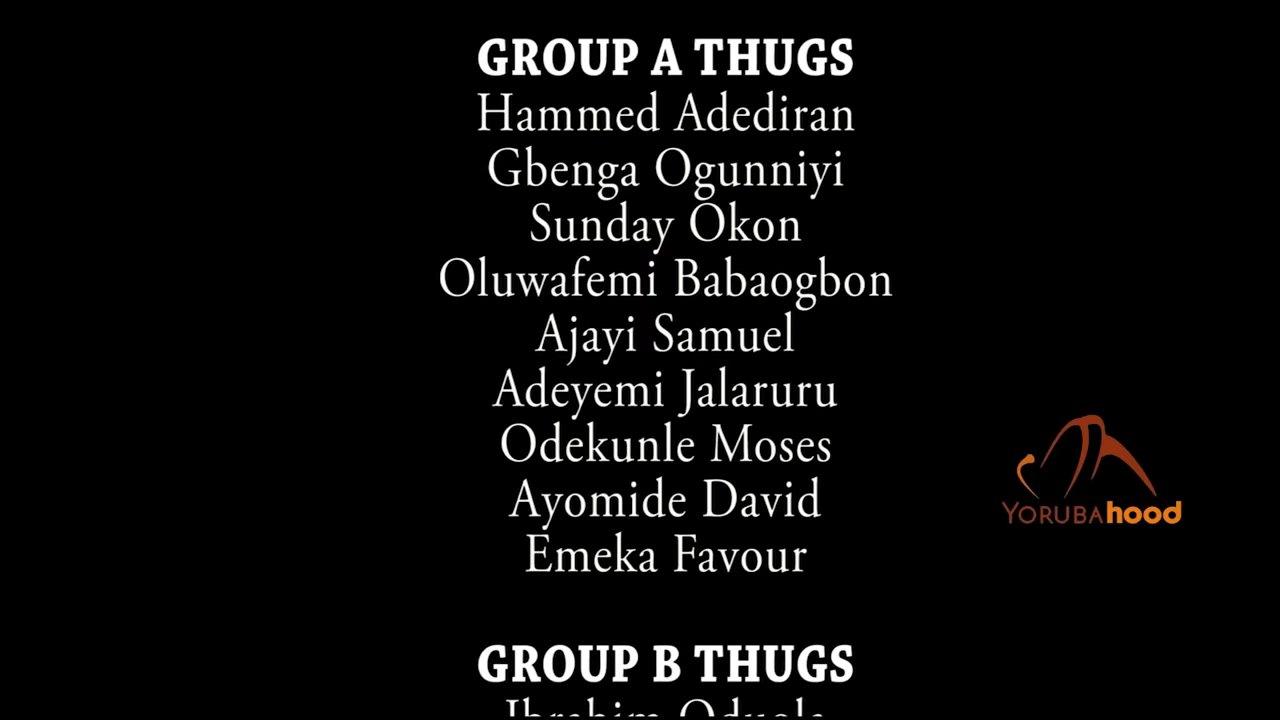 GROUP A THUGS
Hammed Adediran
Gbenga Ogunniyi
Sunday Okon
Oluwafemi Babaogbon
Ajayi Samuel
Adeyemi Jalaruru
Odekunle Moses
Ayomide David
Emeka Favour
YORUBAhood
GROUP B THUGS
Ibrahim